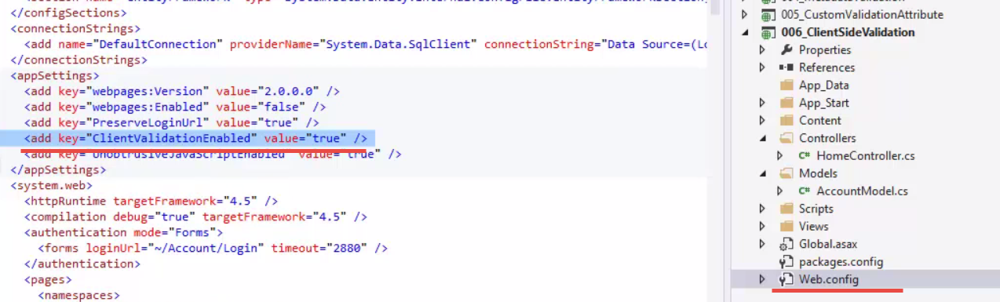 </configSections>
<connectionStrings>
<add name="DefaultConnection" providerName="System.Data.SqlClient" connectionString="Data Source=(Lo
</connectionStrings>
<appSettings>
<add key="webpages:Version" value="2.0.0.0" />
<add key="webpages:Enabled" value="false" />
<add key="PreserveLoginUrl" value="true" />
<add key="ClientValidationEnabled" value="true" />
<add key="UnobtrusiveJavaScriptEnabled" value="true" />
</appSettings>
<system.web>
<httpRuntime targetFramework="4.5" />
<compilation debug="true" targetFramework="4.5" />
<authentication mode="Forms">
<forms loginUrl="~/Account/Login" timeout="2880" />
</authentication>
<pages>
<namespaces>
005_CustomValidationAttribute
006_ClientSideValidation
Properties
References
App_Data
App_Start
Content
Controllers
C# HomeController.cs
Models
C# AccountModel.cs
Scripts
Views
Global.asax
packages.config
Web.config